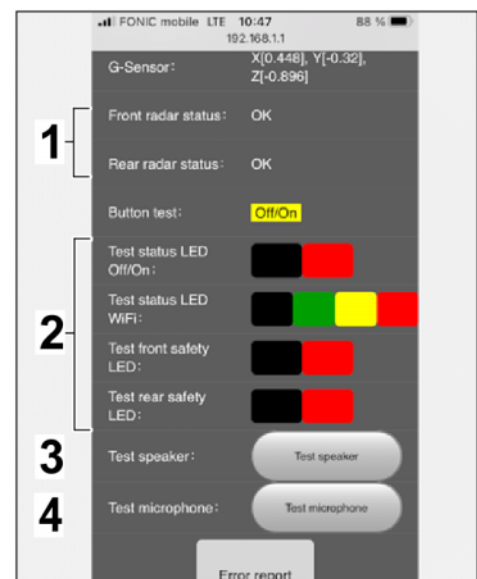 FONIC mobile LTE 10:47 88 %
192.168.1.1
G-Sensor: X[0.448], Y[-0.32],
Z[-0.896]
1
Front radar status: OK
Rear radar status: OK
Button test: Off/On
2
Test status LED
Off/On:
Test status LED
WiFi:
Test front safety
LED:
Test rear safety
LED:
3 Test speaker: Test speaker
4 Test microphone: Test microphone
Error report